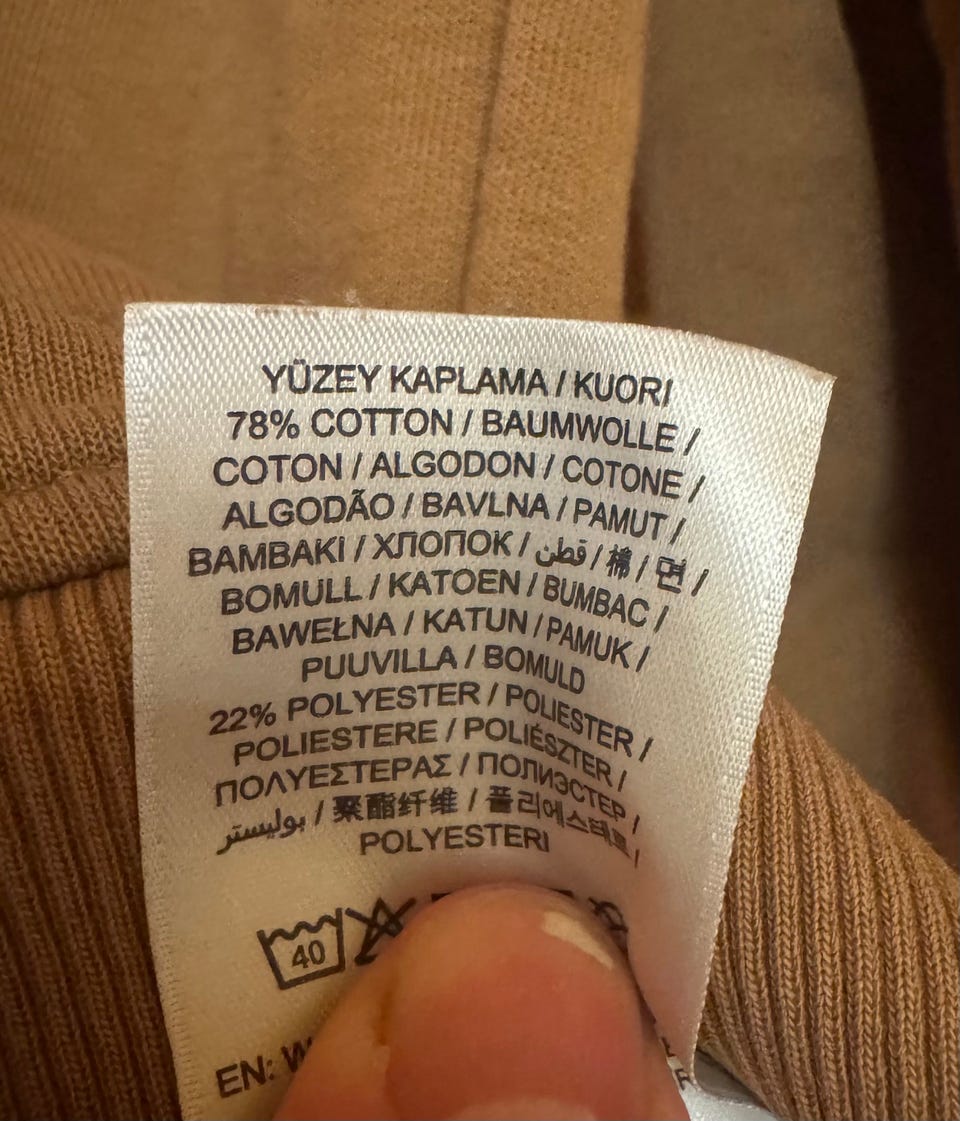 YÜZEY KAPLAMA / KUORI
78% COTTON / BAUMWOLLE /
COTON / ALGODON / COTONE /
ALGODÃO / BAVLNA / PAMUT /
BAMBAKI / ХЛОПОК / قطن / 棉 / 면 /
BOMULL / KATOEN / BUMBAC /
BAWEŁNA / KATUN / PAMUK /
PUUVILLA / BOMULD
22% POLYESTER / POLIESTER /
POLIESTERE / POLIÉSZTER /
ΠΟΛΥΕΣΤΕΡΑΣ / ПОЛИЭСТЕР /
بوليستر / 聚酯纤维 / 폴리에스테르 /
POLYESTERI
40
EN: